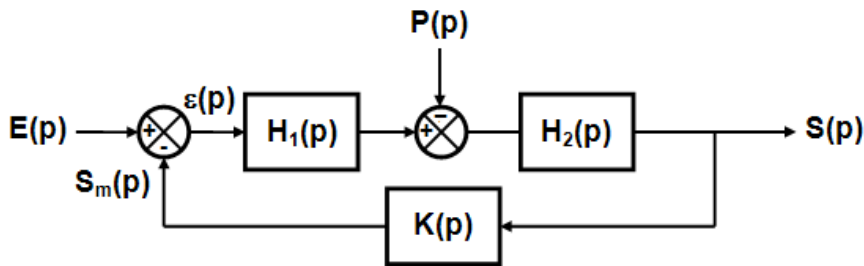 P(p)
E(p)
+
-
ε(p)
H₁(p)
+
−
H₂(p)
S(p)
Sₘ(p)
K(p)